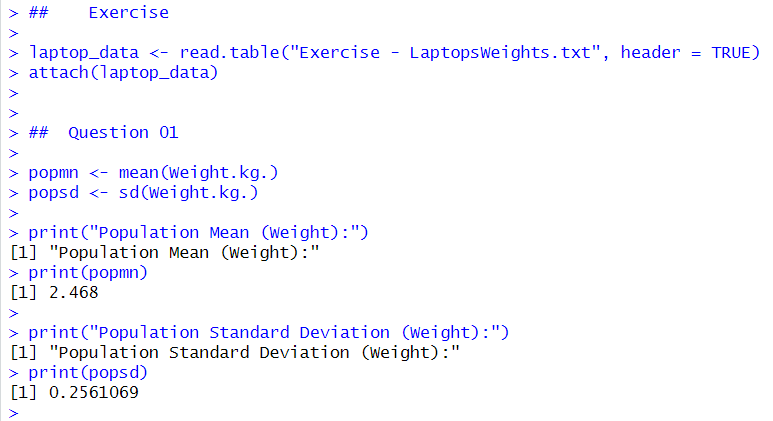 > ##    Exercise
>
> laptop_data <- read.table("Exercise - LaptopsWeights.txt", header = TRUE)
> attach(laptop_data)
>
>
> ##  Question 01
>
> popmn <- mean(Weight.kg.)
> popsd <- sd(Weight.kg.)
>
> print("Population Mean (Weight):")
[1] "Population Mean (Weight):"
> print(popmn)
[1] 2.468
>
> print("Population Standard Deviation (Weight):")
[1] "Population Standard Deviation (Weight):"
> print(popsd)
[1] 0.2561069
>